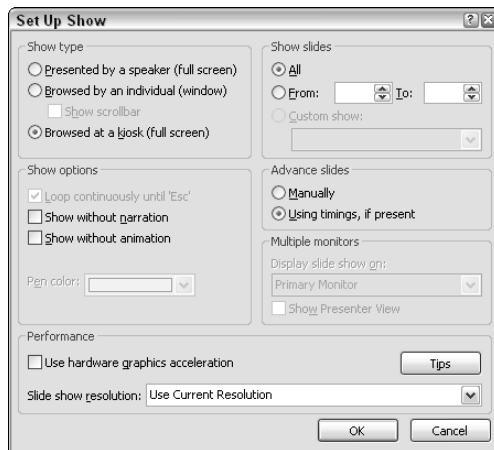 Set Up Show
Show type
Presented by a speaker (full screen)
Browsed by an individual (window)
Show scrollbar
Browsed at a kiosk (full screen)
Show slides
All
From: To:
Custom show:
Show options
Loop continuously until 'Esc'
Show without narration
Show without animation
Pen color:
Advance slides
Manually
Using timings, if present
Multiple monitors
Display slide show on:
Primary Monitor
Show Presenter View
Performance
Use hardware graphics acceleration
Tips
Slide show resolution: Use Current Resolution
OK Cancel